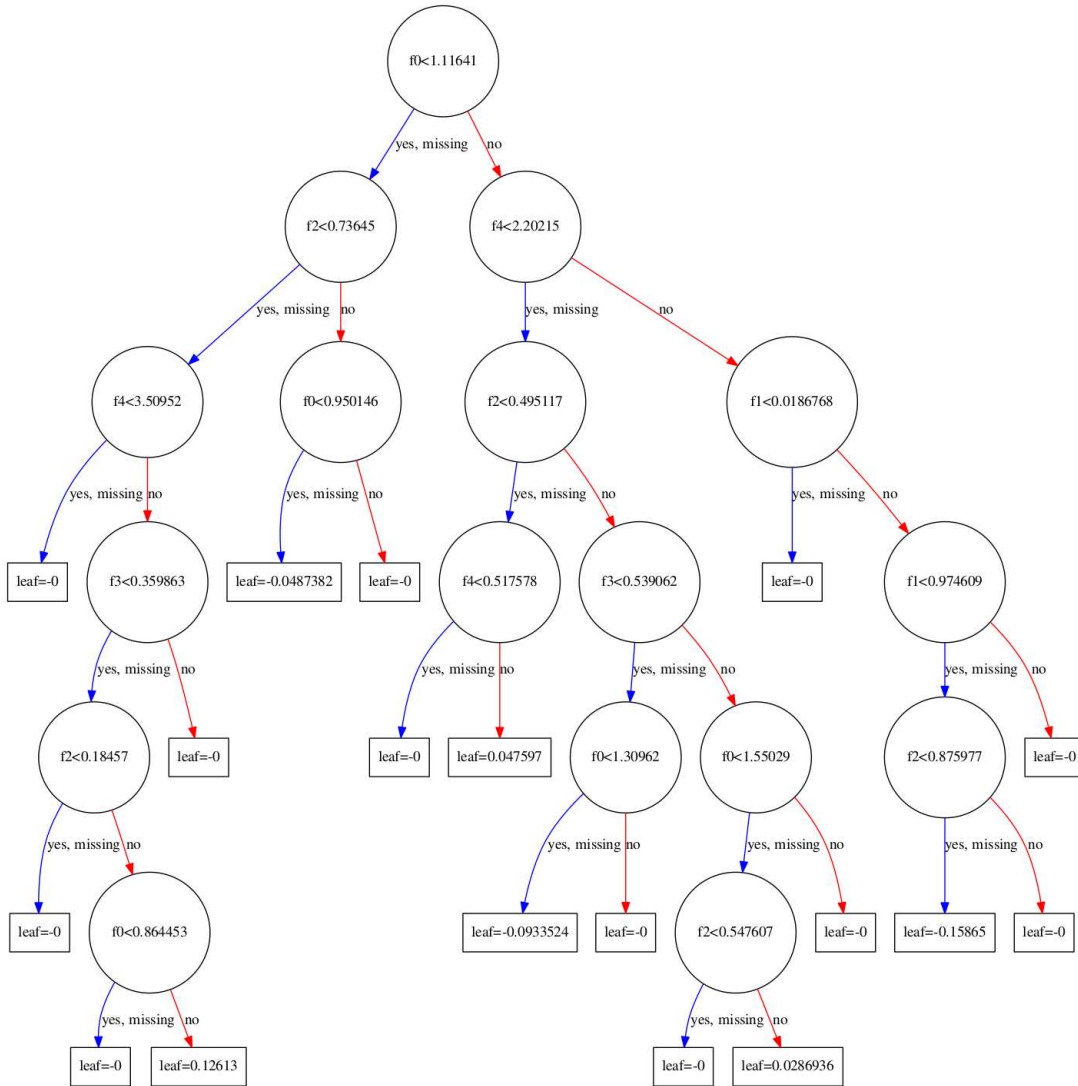 f0<1.11641
yes, missing
no
f2<0.73645
f4<2.20215
yes, missing
no
yes, missing
no
f4<3.50952
f0<0.950146
f2<0.495117
f1<0.0186768
yes, missing
no
yes, missing
no
yes, missing
no
yes, missing
no
leaf=-0
f3<0.359863
leaf=-0.0487382
leaf=-0
f4<0.517578
f3<0.539062
leaf=-0
f1<0.974609
yes, missing
no
yes, missing
no
yes, missing
no
yes, missing
no
f2<0.18457
leaf=-0
leaf=-0
leaf=0.047597
f0<1.30962
f0<1.55029
f2<0.875977
leaf=-0
yes, missing
no
yes, missing
no
yes, missing
no
yes, missing
no
leaf=-0
f0<0.864453
leaf=-0.0933524
leaf=-0
f2<0.547607
leaf=-0
leaf=-0.15865
leaf=-0
yes, missing
no
yes, missing
no
leaf=-0
leaf=0.12613
leaf=-0
leaf=0.0286936